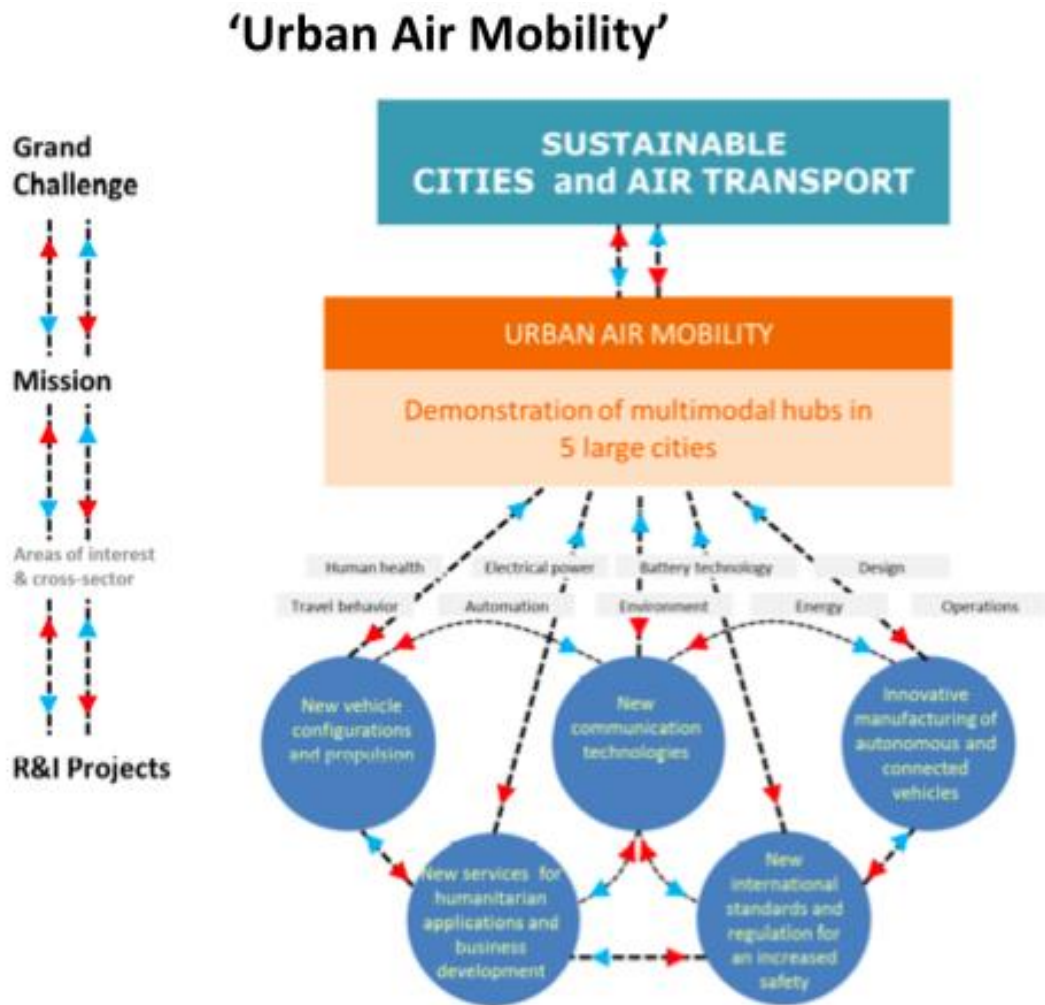 ‘Urban Air Mobility’
Grand
Challenge
SUSTAINABLE
CITIES and AIR TRANSPORT
URBAN AIR MOBILITY
Mission
Demonstration of multimodal hubs in
5 large cities
Areas of interest
& cross-sector
Human health
Electrical power
Battery technology
Design
Travel behavior
Automation
Environment
Energy
Operations
R&I Projects
New vehicle
configurations
and propulsion
New
communication
technologies
Innovative
manufacturing of
autonomous and
connected
vehicles
New services for
humanitarian
applications and
business
development
New
international
standards and
regulation for
an increased
safety